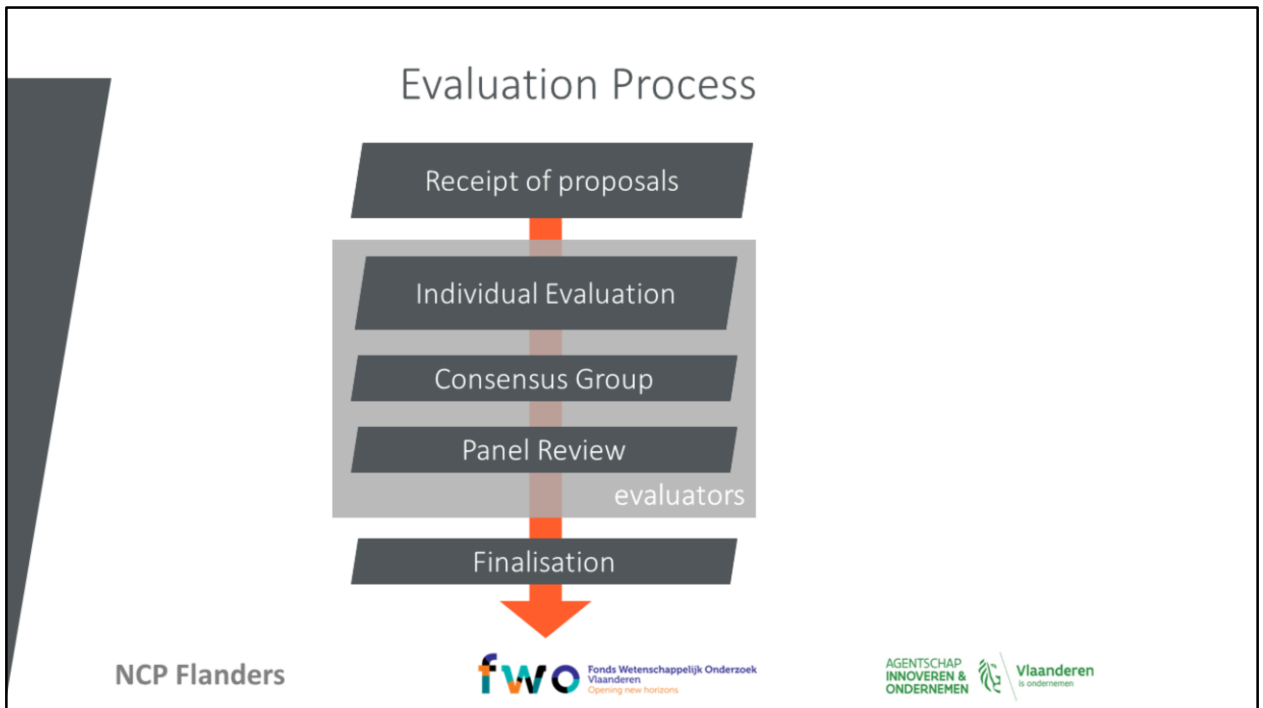 Evaluation Process
Receipt of proposals
Individual Evaluation
Consensus Group
Panel Review
evaluators
Finalisation
NCP Flanders
fwo
Fonds Wetenschappelijk Onderzoek
Vlaanderen
Opening new horizons
AGENTSCHAP
INNOVEREN &
ONDERNEMEN
Vlaanderen
is ondernemen